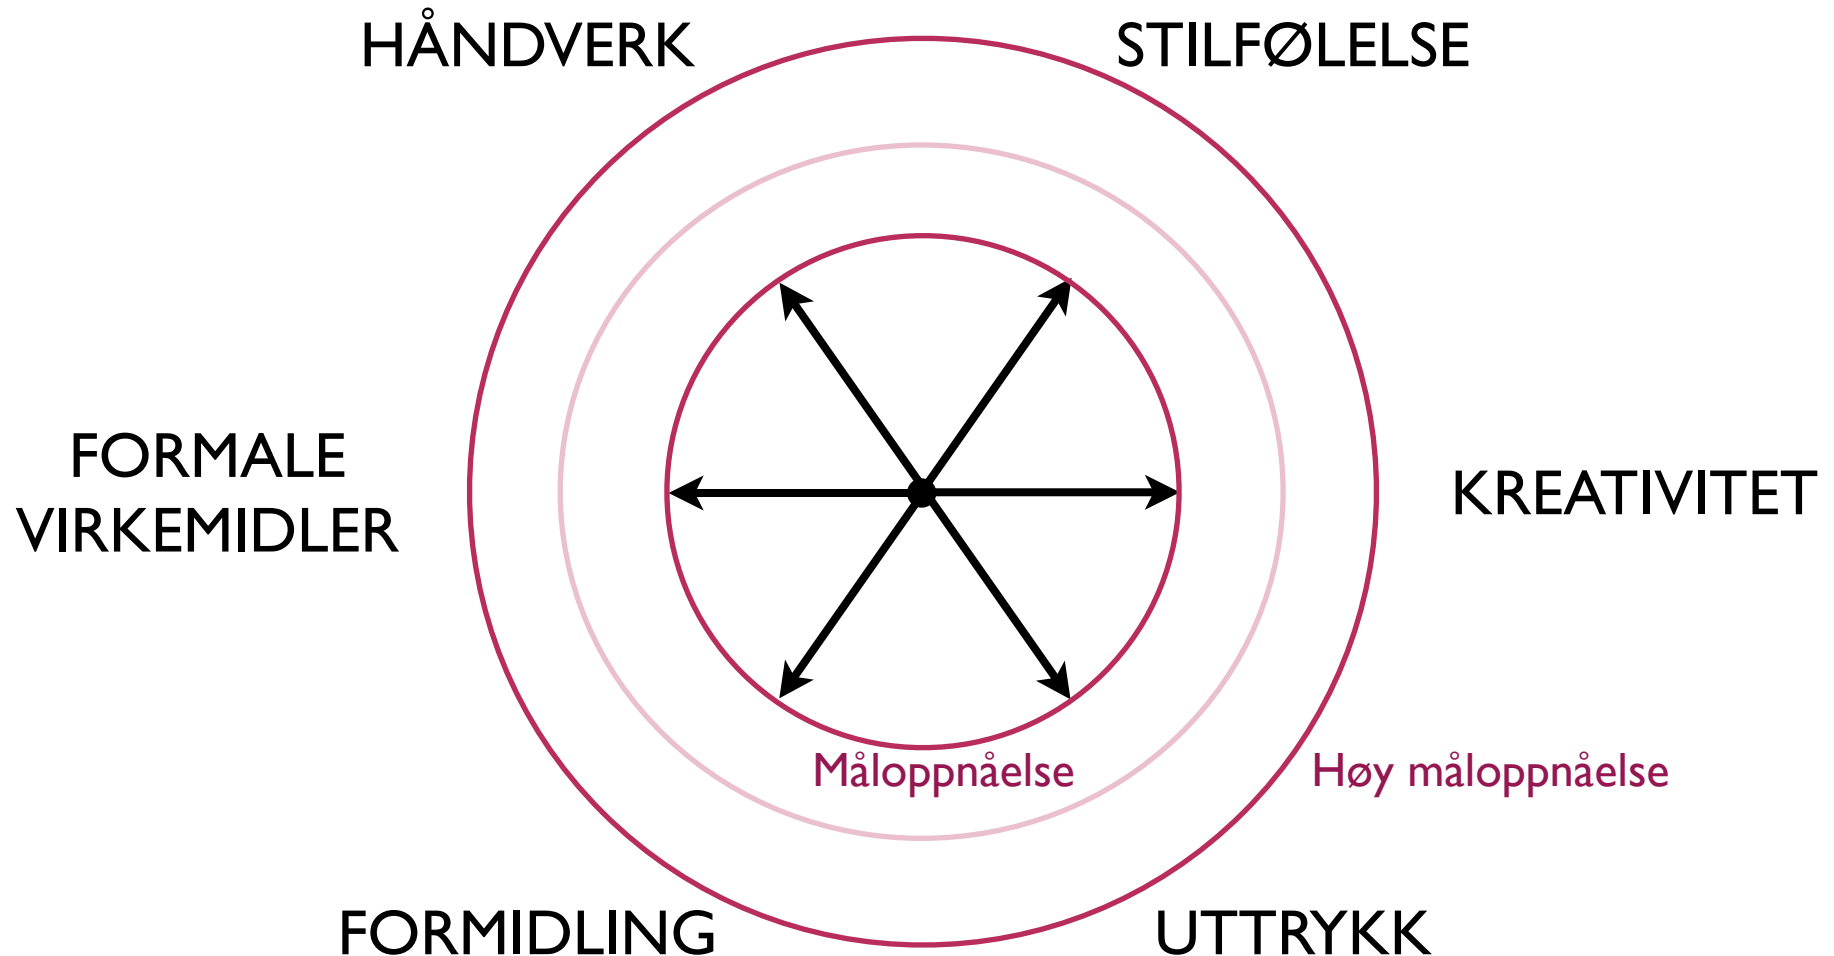 HÅNDVERK
STILFØLELSE
FORMALE
VIRKEMIDLER
KREATIVITET
Måloppnåelse
Høy måloppnåelse
FORMIDLING
UTTRYKK